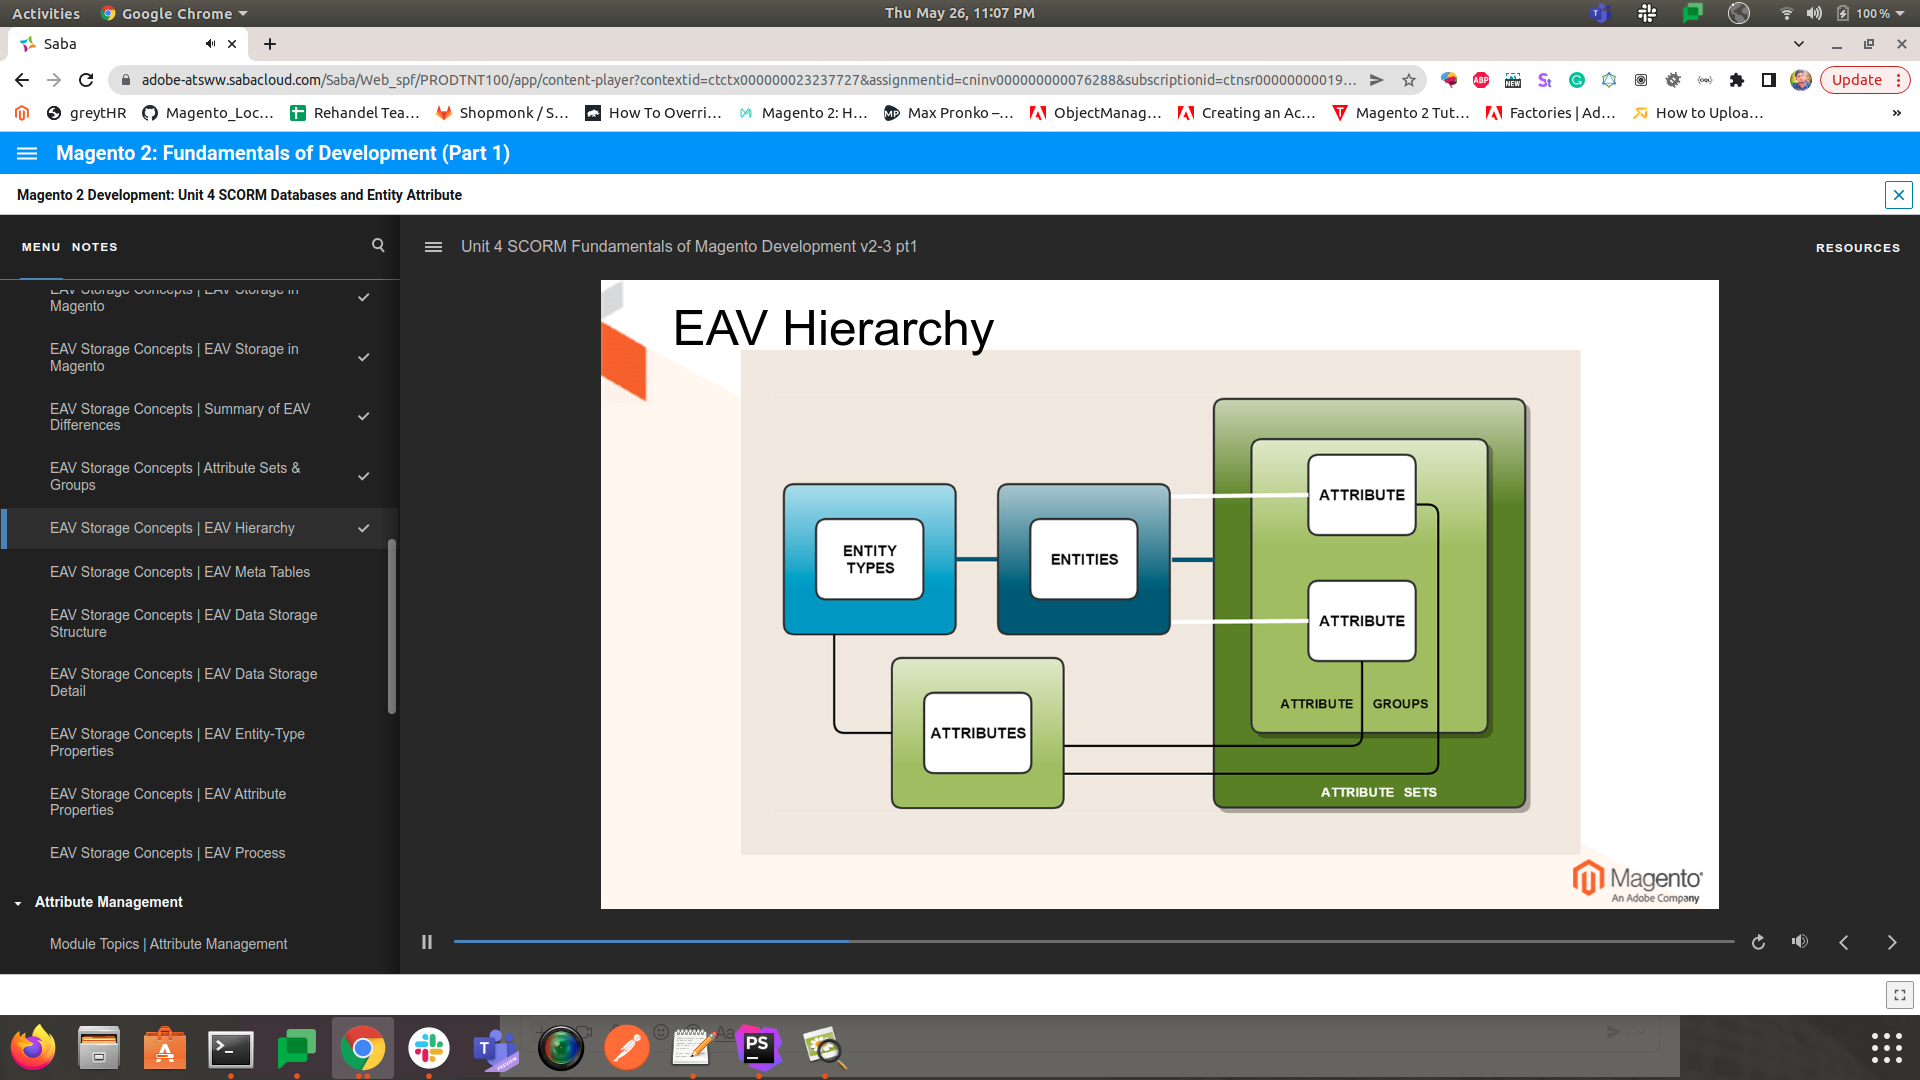 Activities Google Chrome Thu May 26, 11:07 PM 100 %
Saba
adobe-atsww.sabacloud.com/Saba/Web_spf/PRODTNT100/app/content-player?contextid=ctctx000000023237727&assignmentid=cninv000000000076288&subscriptionid=ctnsr00000000019... Update
greytHR Magento_Loc... Rehandel Tea... Shopmonk / S... How To Overri... Magento 2: H... Max Pronko –... ObjectManag... Creating an Ac... Magento 2 Tut... Factories | Ad... How to Uploa... »
Magento 2: Fundamentals of Development (Part 1)
Magento 2 Development: Unit 4 SCORM Databases and Entity Attribute
MENU NOTES
Unit 4 SCORM Fundamentals of Magento Development v2-3 pt1
RESOURCES
EAV Storage Concepts | EAV Storage in
Magento
EAV Storage Concepts | EAV Storage in
Magento
EAV Storage Concepts | Summary of EAV
Differences
EAV Storage Concepts | Attribute Sets &
Groups
EAV Storage Concepts | EAV Hierarchy
EAV Storage Concepts | EAV Meta Tables
EAV Storage Concepts | EAV Data Storage
Structure
EAV Storage Concepts | EAV Data Storage
Detail
EAV Storage Concepts | EAV Entity-Type
Properties
EAV Storage Concepts | EAV Attribute
Properties
EAV Storage Concepts | EAV Process
Attribute Management
Module Topics | Attribute Management
EAV Hierarchy
ENTITY
TYPES
ENTITIES
ATTRIBUTE
ATTRIBUTE
ATTRIBUTE GROUPS
ATTRIBUTES
ATTRIBUTE SETS
Magento
An Adobe Company